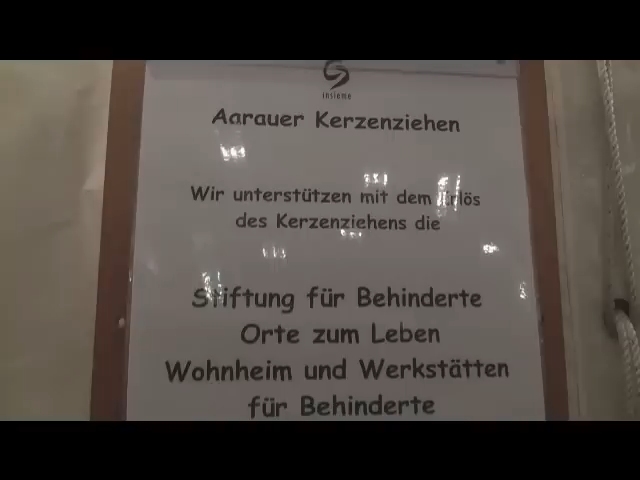 insieme
Aarauer Kerzenziehen
Wir unterstützen mit dem Erlös
des Kerzenziehens die
Stiftung für Behinderte
Orte zum Leben
Wohnheim und Werkstätten
für Behinderte